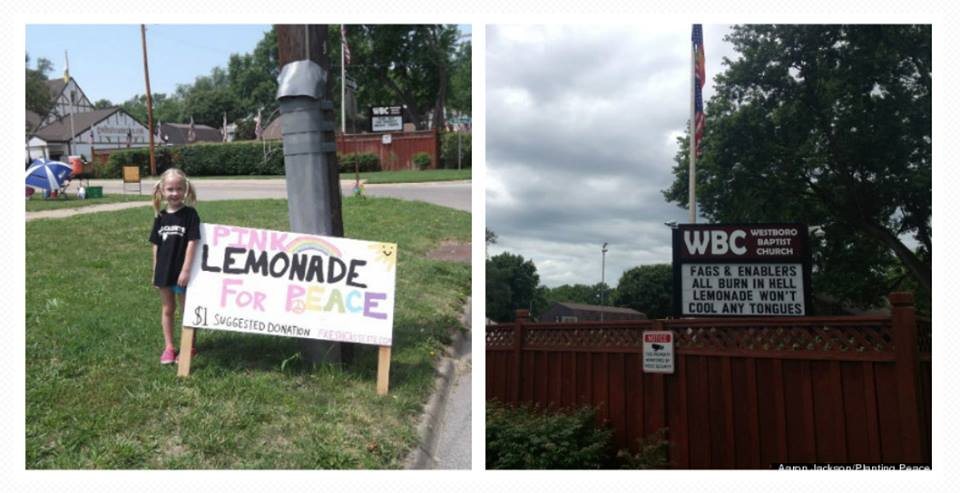 WBC
PINK
LEMONADE
FOR PEACE
$1 SUGGESTED DONATION
WBC WESTBORO
BAPTIST
CHURCH
FAGS & ENABLERS
ALL BURN IN HELL
LEMONADE WON'T
COOL ANY TONGUES
NOTICE
Aaron Jackson/Planting Peace